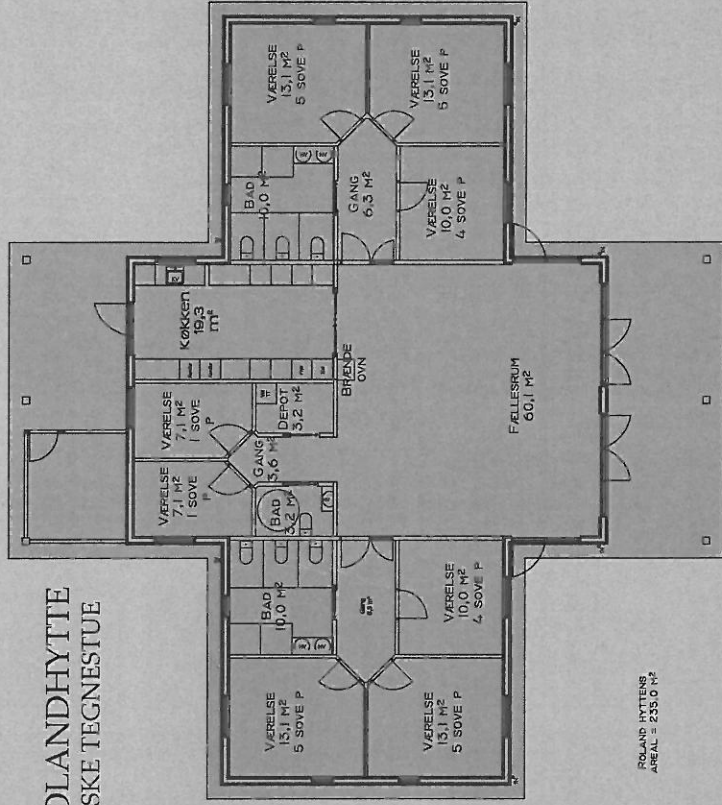 OLANDHYTTE
SKE TEGNESTUE
VÆRELSE
13,1 M²
5 SOVE P
VÆRELSE
13,1 M²
5 SOVE P
BAD
10,0 M²
GANG
6,3 M²
VÆRELSE
10,0 M²
4 SOVE P
KØKKEN
19,3
M²
BRÆNDE
OVN
VÆRELSE
7,1 M²
1 SOVE
P
DEPOT
3,2 M²
GANG
3,6 M²
VÆRELSE
7,1 M²
1 SOVE
P
BAD
3,2 M²
FÆLLESRUM
60,1 M²
BAD
10,0 M²
VÆRELSE
10,0 M²
4 SOVE P
VÆRELSE
13,1 M²
5 SOVE P
VÆRELSE
13,1 M²
5 SOVE P
ROLAND HYTTENS
AREAL = 235,0 M²